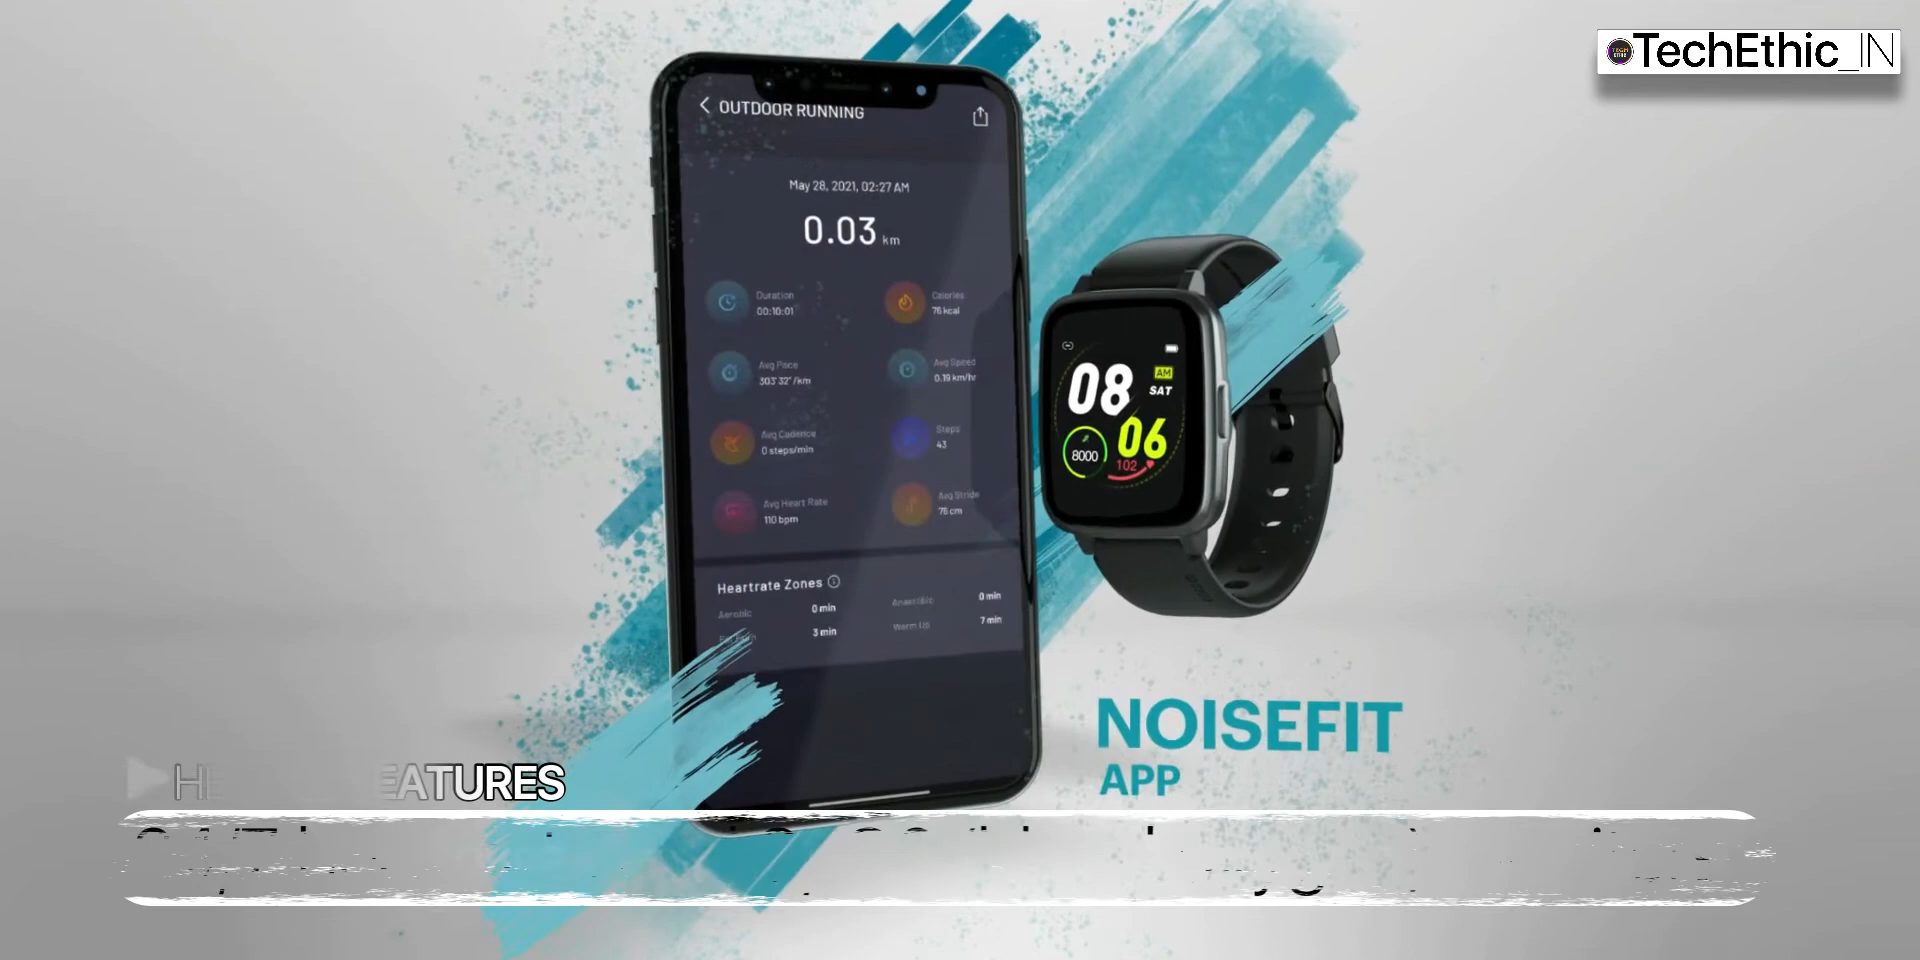 TechEthic_IN
OUTDOOR RUNNING
May 28, 2021, 02:27 AM
0.03 km
Duration
00:10:01
Calories
76 kcal
Avg Pace
303'32"/km
Avg Speed
0.19 km/hr
Avg Cadence
0 steps/min
Steps
43
Avg Heart Rate
110 bpm
Avg Stride
76 cm
Heartrate Zones
Aerobic 0 min
Anaerobic 0 min
3 min
Warm Up 7 min
08 AM
SAT
06
8000
102
NOISEFIT
APP
FEATURES